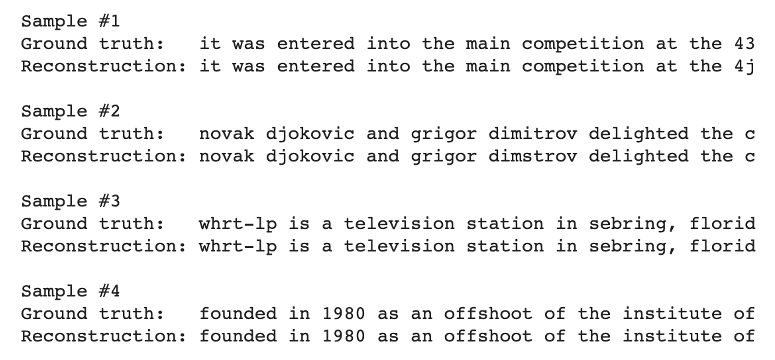 Sample #1
Ground truth:   it was entered into the main competition at the 43
Reconstruction: it was entered into the main competition at the 4j
Sample #2
Ground truth:   novak djokovic and grigor dimitrov delighted the c
Reconstruction: novak djokovic and grigor dimstrov delighted the c
Sample #3
Ground truth:   whrt-lp is a television station in sebring, florid
Reconstruction: whrt-lp is a television station in sebring, florid
Sample #4
Ground truth:   founded in 1980 as an offshoot of the institute of
Reconstruction: founded in 1980 as an offshoot of the institute of